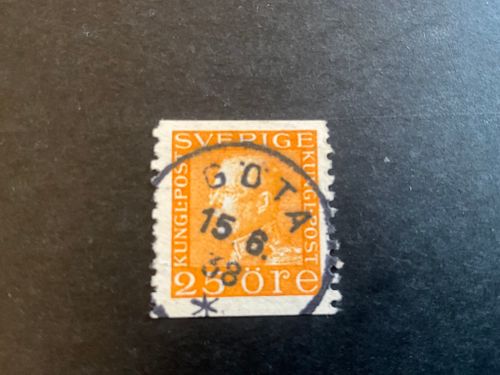 SVERIGE
KUNGL:POST
KUNGL:POST
GÖTA
15 6.
38
25 ÖRE
*